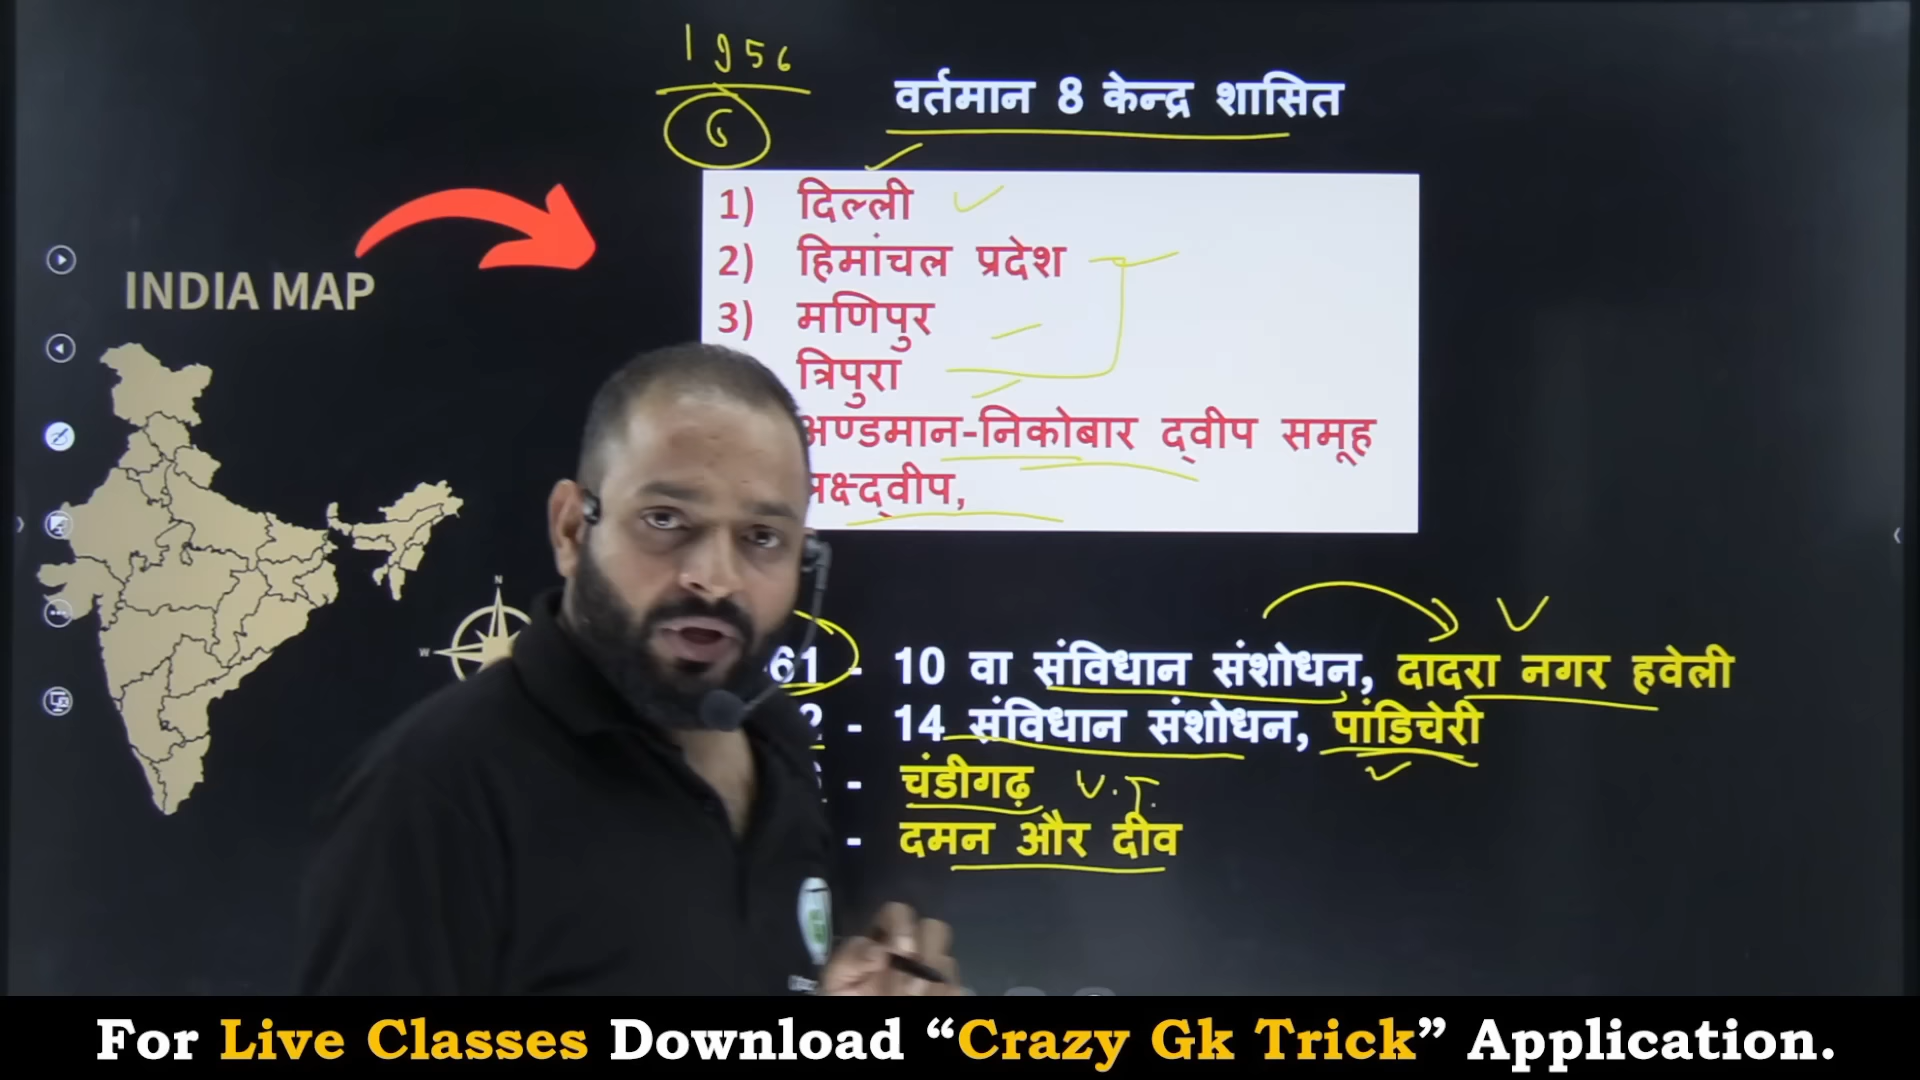 1956
6
वर्तमान 8 केन्द्र शासित
1) दिल्ली
2) हिमांचल प्रदेश
3) मणिपुर
त्रिपुरा
अण्डमान-निकोबार द्वीप समूह
INDIA MAP
N
W
61 - 10 वा संविधान संशोधन, दादरा नगर हवेली
2 - 14 संविधान संशोधन, पांडिचेरी
- चंडीगढ़ U.T.
- दमन और दीव
For Live Classes Download “Crazy Gk Trick” Application.